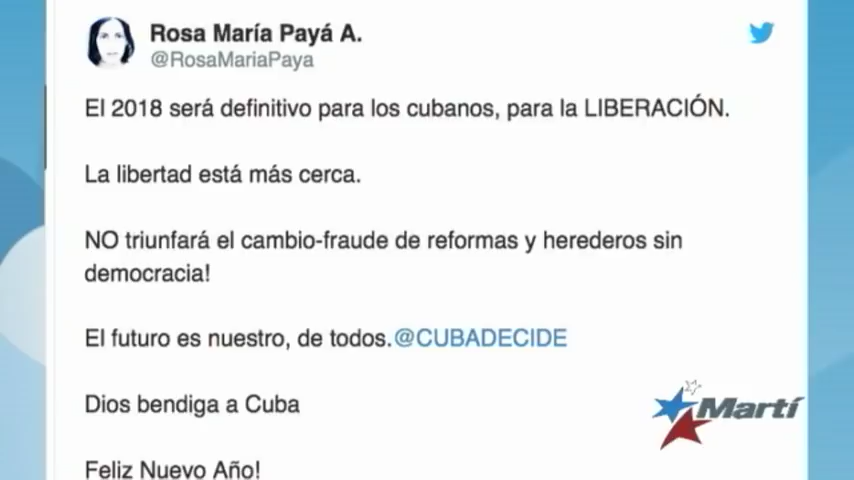 Rosa María Payá A.
@RosaMariaPaya
El 2018 será definitivo para los cubanos, para la LIBERACIÓN.
La libertad está más cerca.
NO triunfará el cambio-fraude de reformas y herederos sin
democracia!
El futuro es nuestro, de todos.@CUBADECIDE
Dios bendiga a Cuba
Martí
Feliz Nuevo Año!